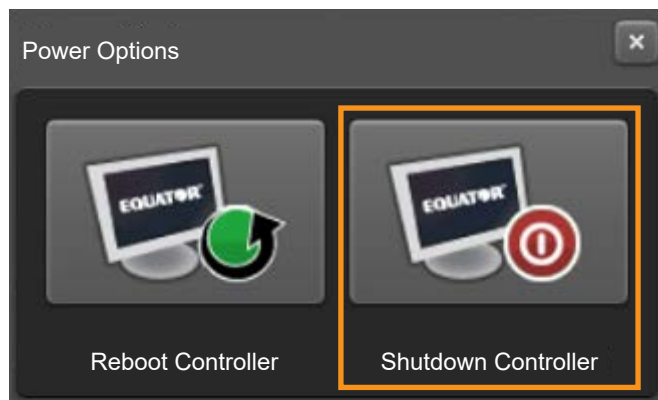 Power Options
EQUATOR
EQUATOR
Reboot Controller
Shutdown Controller